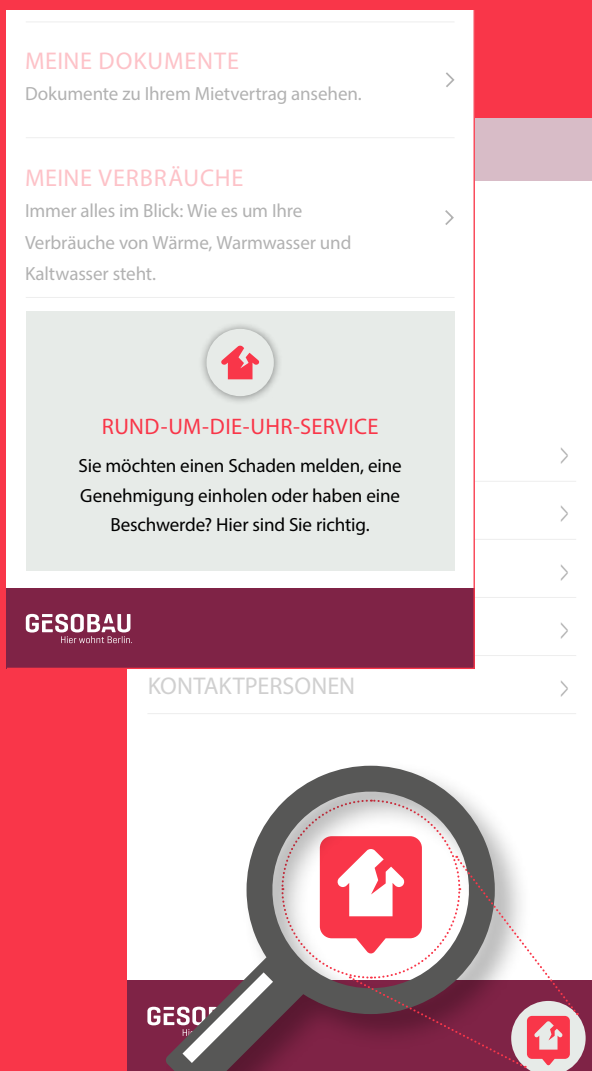 MEINE DOKUMENTE
Dokumente zu Ihrem Mietvertrag ansehen.
MEINE VERBRÄUCHE
Immer alles im Blick: Wie es um Ihre
Verbräuche von Wärme, Warmwasser und
Kaltwasser steht.
RUND-UM-DIE-UHR-SERVICE
Sie möchten einen Schaden melden, eine
Genehmigung einholen oder haben eine
Beschwerde? Hier sind Sie richtig.
GESOBAU
Hier wohnt Berlin.
KONTAKTPERSONEN